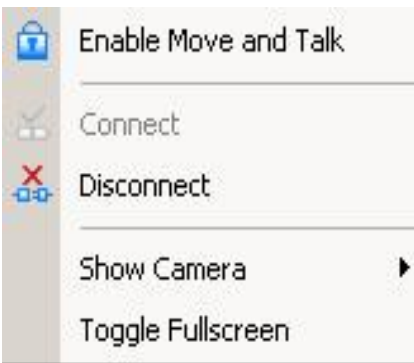 Enable Move and Talk
Connect
Disconnect
Show Camera
Toggle Fullscreen